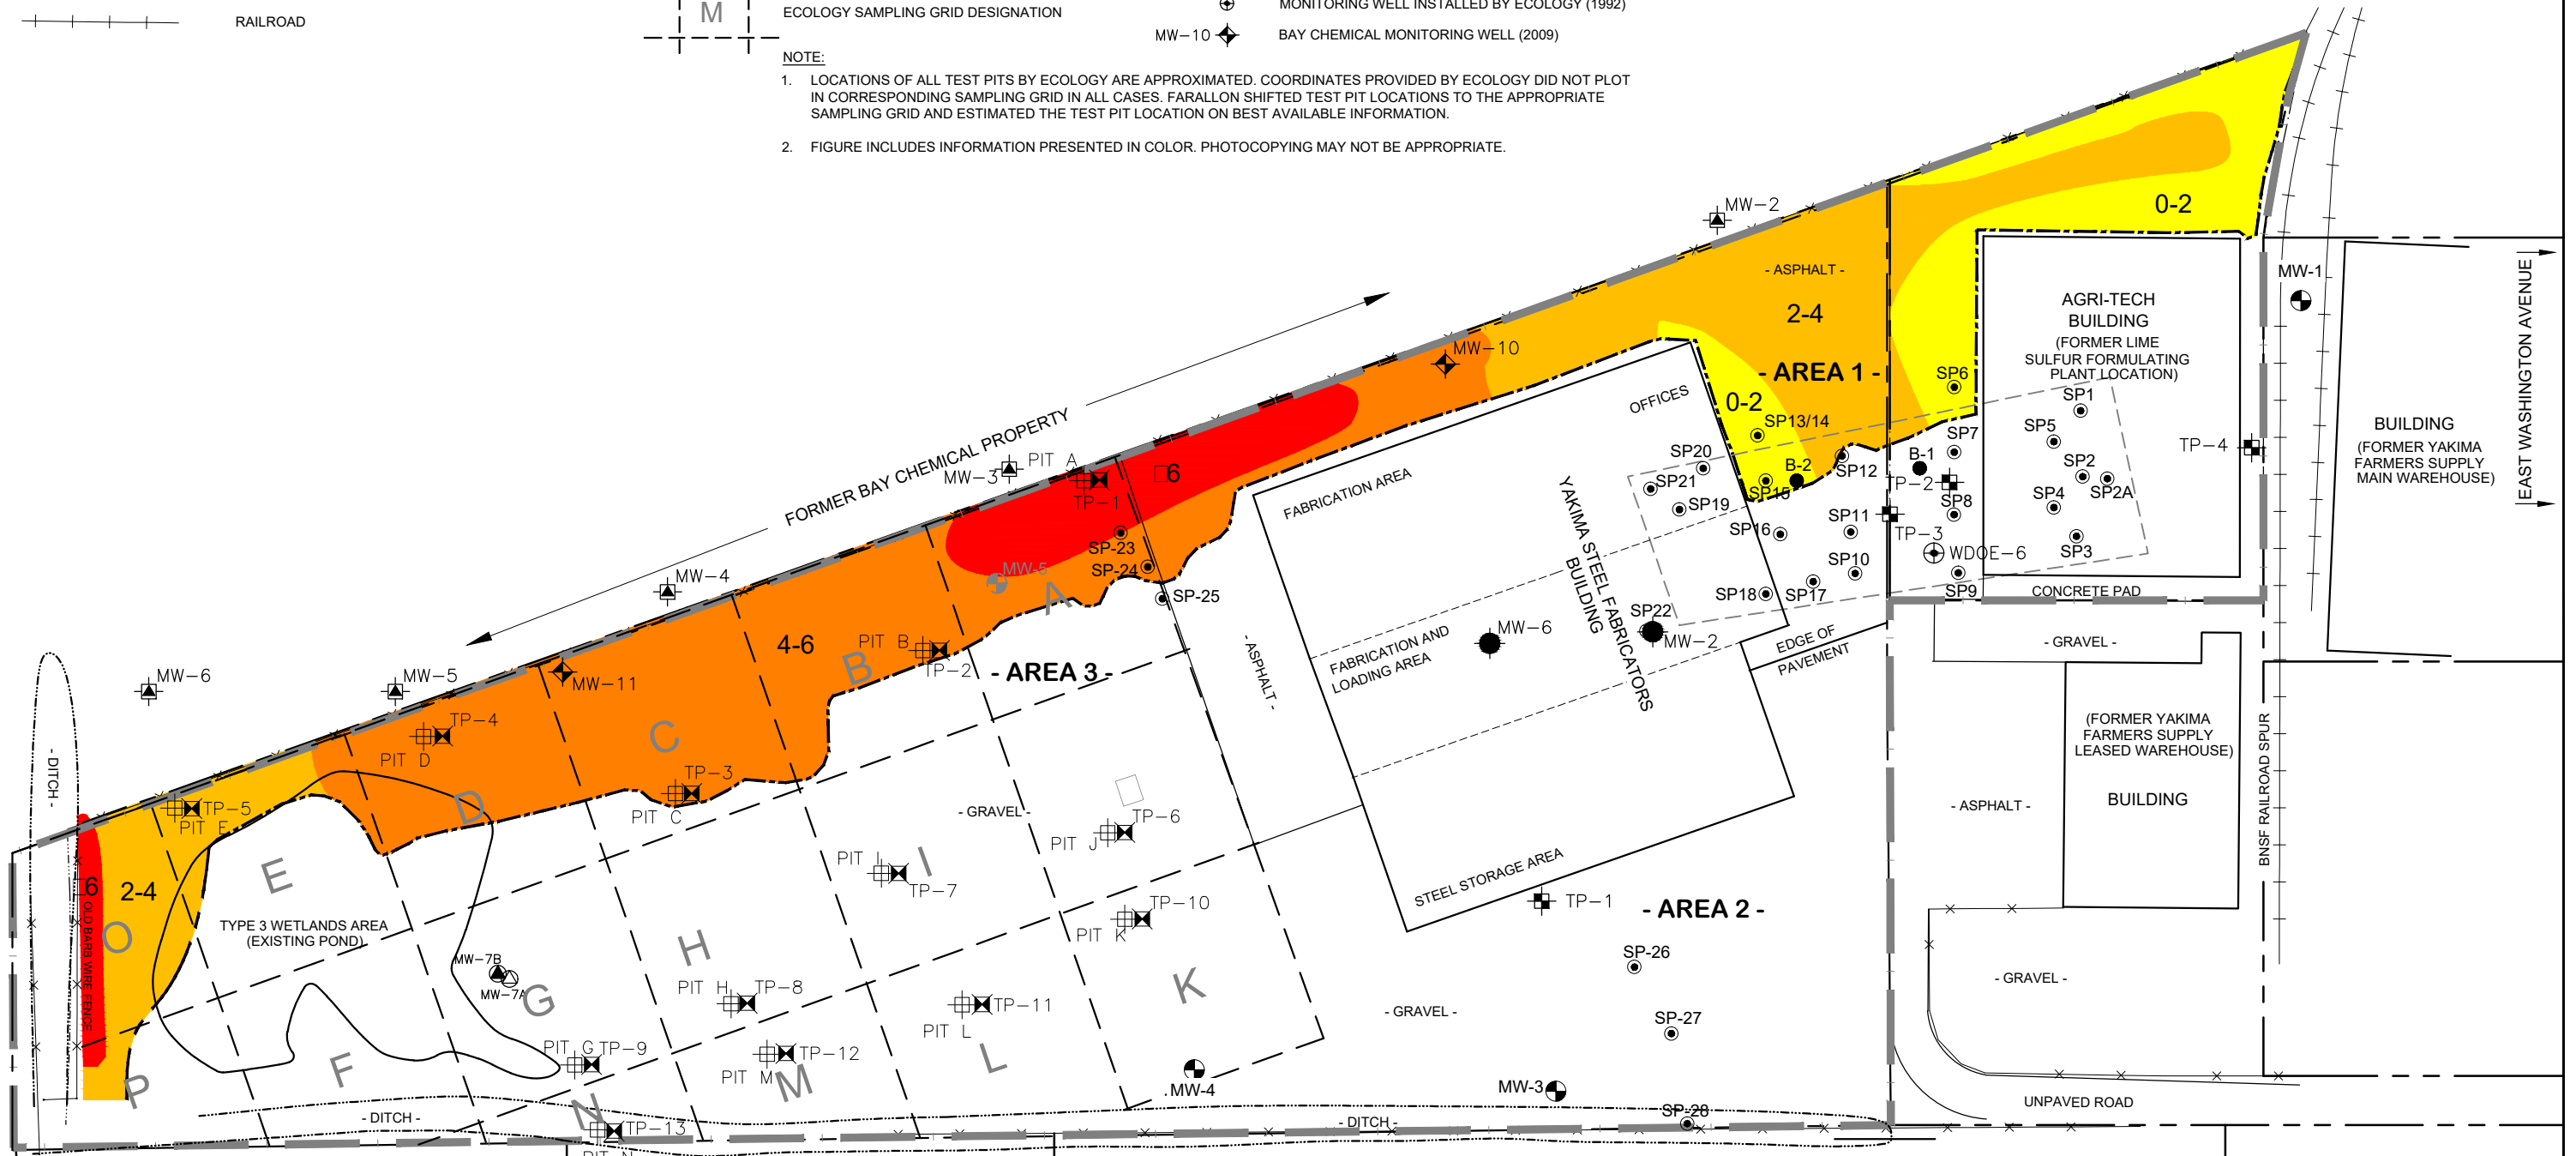 RAILROAD
M
ECOLOGY SAMPLING GRID DESIGNATION
MONITORING WELL INSTALLED BY ECOLOGY (1992)
MW-10
BAY CHEMICAL MONITORING WELL (2009)
NOTE:
1. LOCATIONS OF ALL TEST PITS BY ECOLOGY ARE APPROXIMATED. COORDINATES PROVIDED BY ECOLOGY DID NOT PLOT
IN CORRESPONDING SAMPLING GRID IN ALL CASES. FARALLON SHIFTED TEST PIT LOCATIONS TO THE APPROPRIATE
SAMPLING GRID AND ESTIMATED THE TEST PIT LOCATION ON BEST AVAILABLE INFORMATION.
2. FIGURE INCLUDES INFORMATION PRESENTED IN COLOR. PHOTOCOPYING MAY NOT BE APPROPRIATE.
MW-2
0-2
- ASPHALT -
2-4
MW-1
EAST WASHINGTON AVENUE
AGRI-TECH
BUILDING
(FORMER LIME
SULFUR FORMULATING
PLANT LOCATION)
- AREA 1 -
MW-10
SP6
SP1
OFFICES
0-2
SP13/14
SP5
SP7
TP-4
BUILDING
(FORMER YAKIMA
FARMERS SUPPLY
MAIN WAREHOUSE)
FORMER BAY CHEMICAL PROPERTY
MW-3
PIT A
TP-1
6
FABRICATION AREA
SP20
SP21
SP19
SP15
B-2
SP12
B-1
TP-2
SP8
SP2
SP2A
SP4
SP3
YAKIMA STEEL FABRICATORS
BUILDING
SP16
SP11
SP10
TP-3
WDOE-6
SP9
CONCRETE PAD
SP-23
SP-24
SP-25
MW-5
A
MW-4
SP18
SP17
SP22
MW-2
MW-6
FABRICATION AND
LOADING AREA
EDGE OF
PAVEMENT
- GRAVEL -
4-6
PIT B
TP-2
B
- AREA 3 -
- ASPHALT -
MW-6
MW-5
MW-11
TP-4
PIT D
C
TP-3
PIT C
D
- DITCH -
TP-5
PIT E
(FORMER YAKIMA
FARMERS SUPPLY
LEASED WAREHOUSE)
BUILDING
- ASPHALT -
BNSF RAILROAD SPUR
- GRAVEL -
TP-6
PIT J
PIT I
TP-7
I
STEEL STORAGE AREA
TP-1
- AREA 2 -
6
2-4
OLD BARB WIRE FENCE
O
E
TYPE 3 WETLANDS AREA
(EXISTING POND)
TP-10
PIT K
K
H
MW-7B
MW-7A
G
PIT H
TP-8
TP-11
PIT L
L
SP-26
SP-27
- GRAVEL -
- GRAVEL -
PIT G
TP-9
TP-12
PIT M
M
F
P
MW-4
MW-3
SP-28
UNPAVED ROAD
- DITCH -
N
TP-13
- DITCH -
PIT N